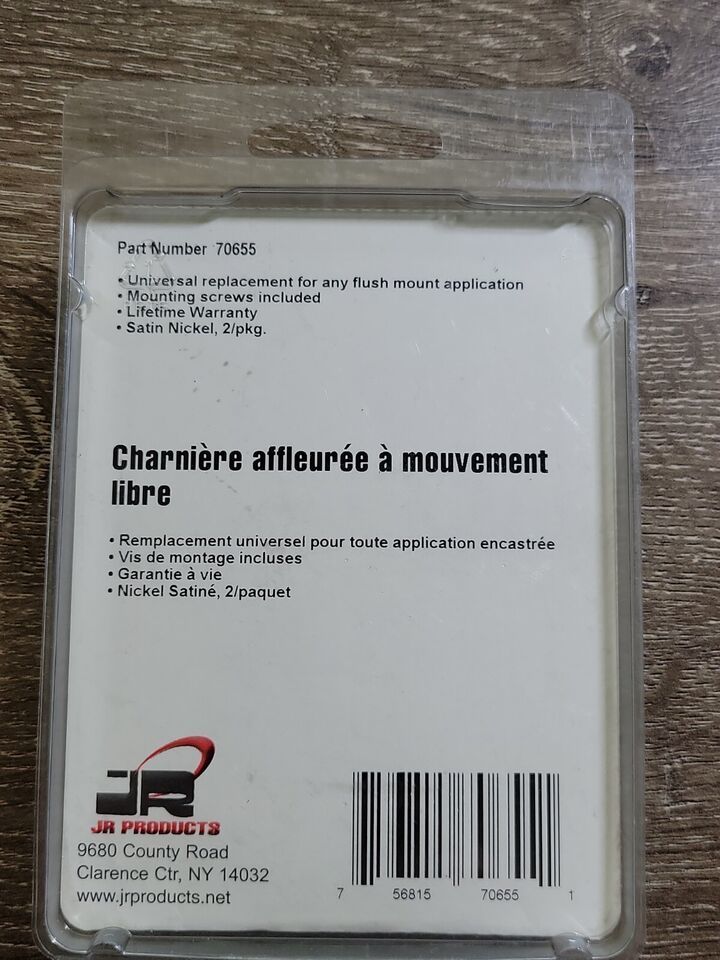 Part Number 70655
• Universal replacement for any flush mount application
• Mounting screws included
• Lifetime Warranty
• Satin Nickel, 2/pkg.
Charnière affleurée à mouvement
libre
• Remplacement universel pour toute application encastrée
• Vis de montage incluses
• Garantie à vie
• Nickel Satiné, 2/paquet
JR
JR PRODUCTS
9680 County Road
Clarence Ctr, NY 14032
www.jrproducts.net
7 56815 70655 1